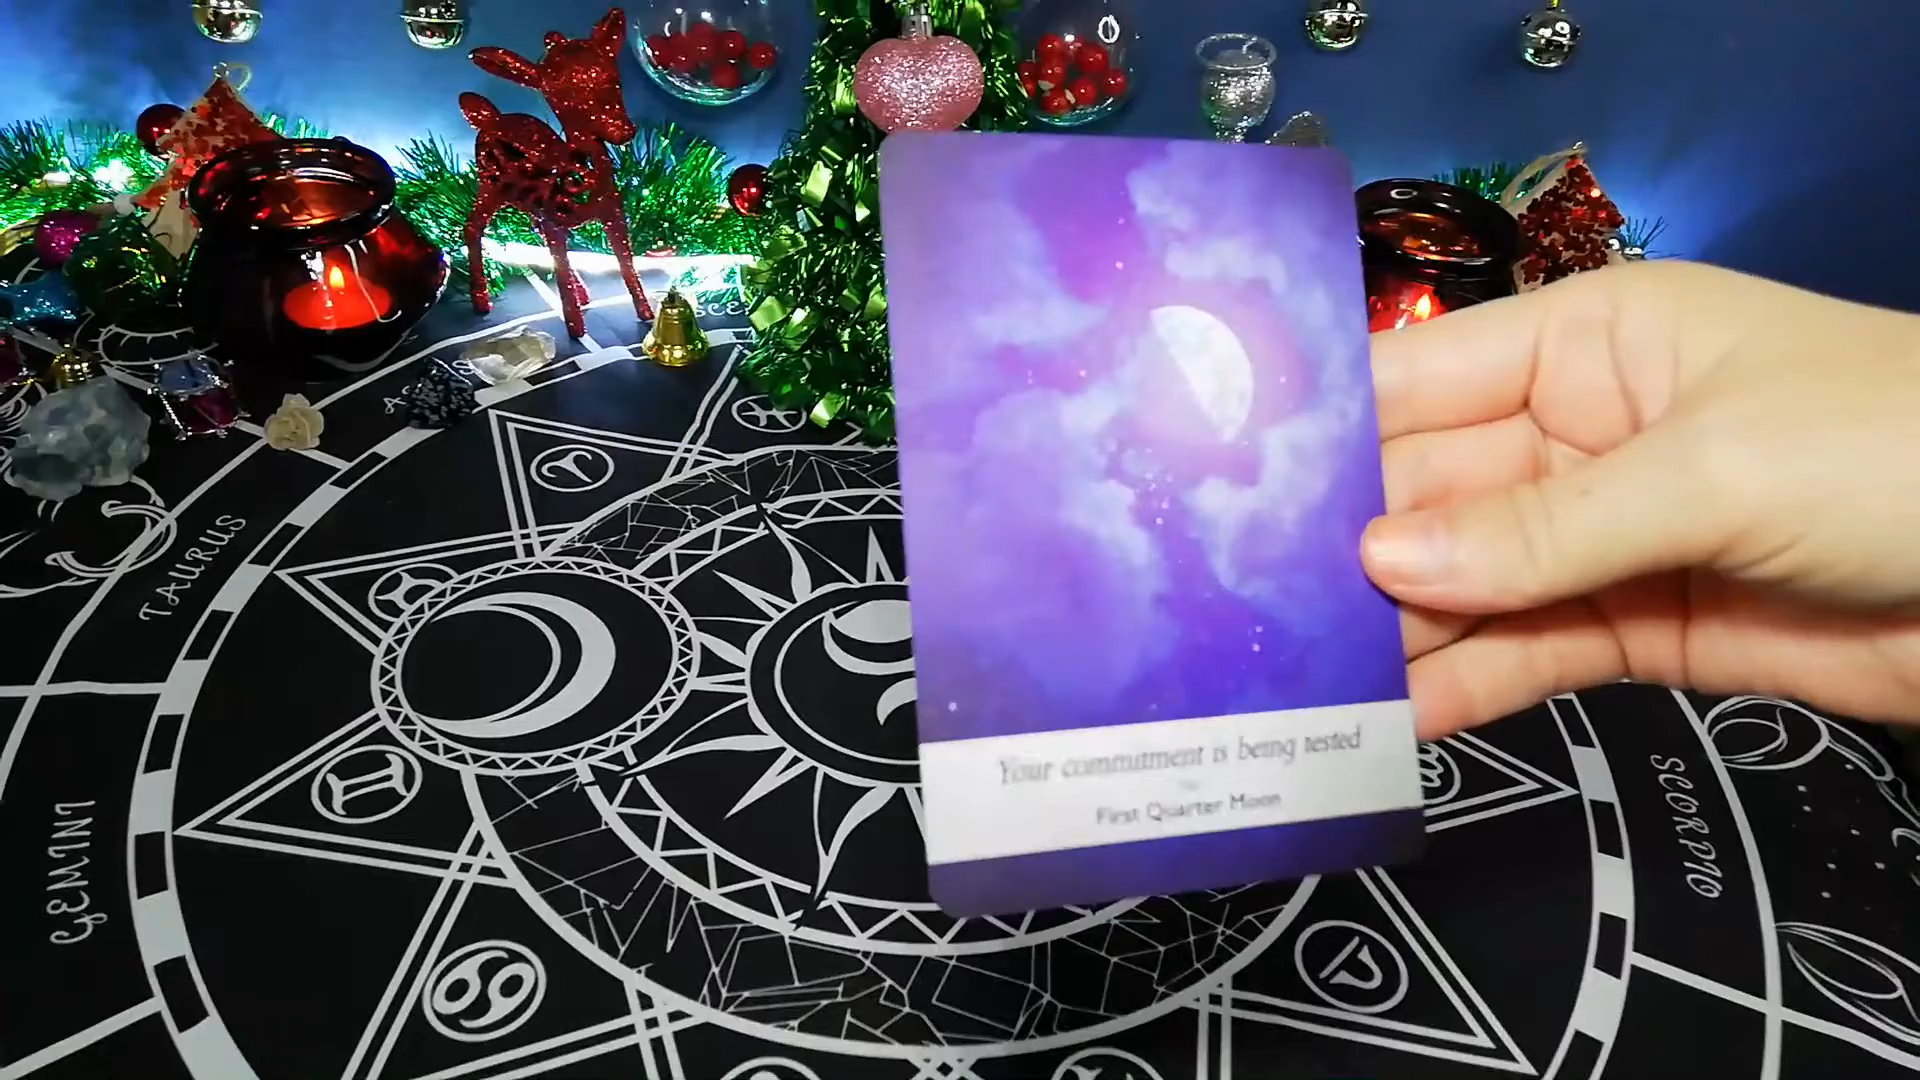 TAURUS
GEMINI
Your commitment is being tested
First Quarter Moon
SCORPIO